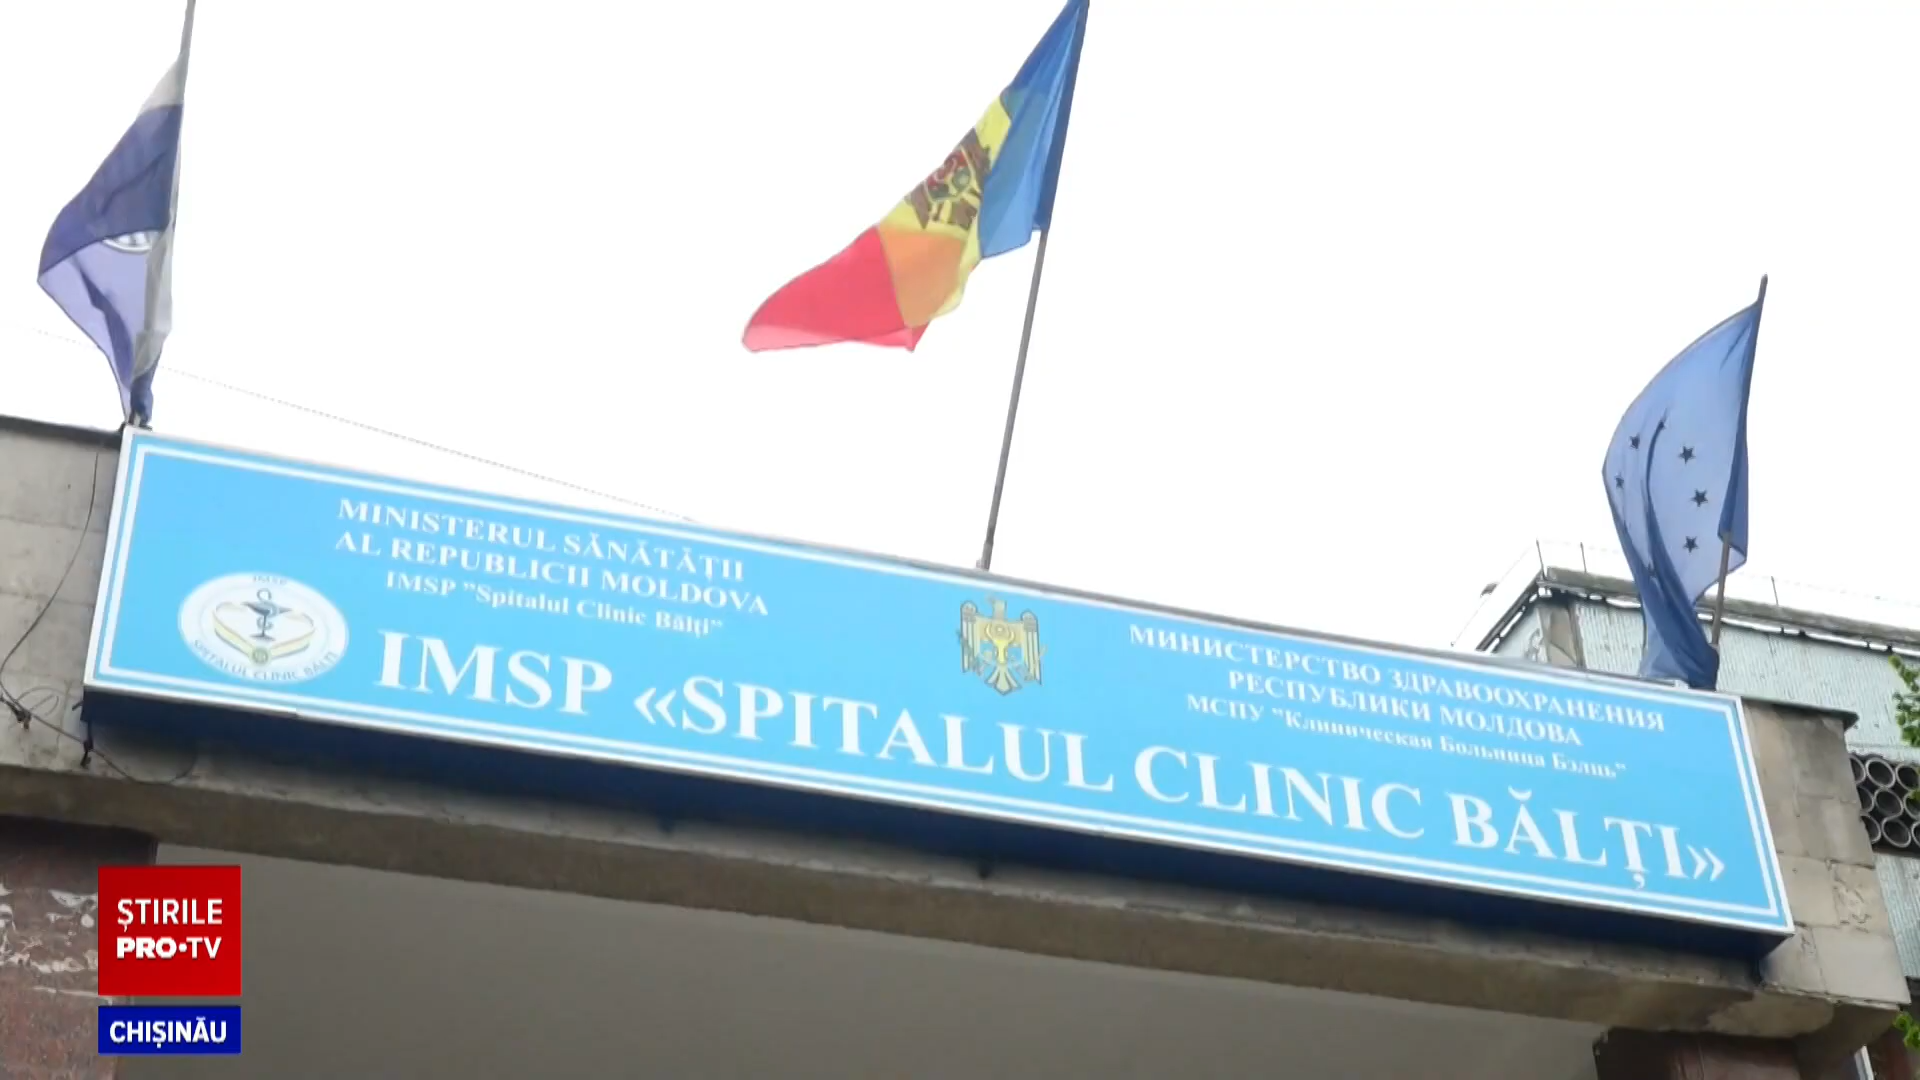 MINISTERUL SĂNĂTĂȚII
AL REPUBLICII MOLDOVA
IMSP "Spitalul Clinic Bălți"
IMSP
SPITALUL CLINIC BĂLȚI
МИНИСТЕРСТВО ЗДРАВООХРАНЕНИЯ
РЕСПУБЛИКИ МОЛДОВА
МСПУ "Клиническая Больница Бэлць"
IMSP «SPITALUL CLINIC BĂLȚI»
ȘTIRILE
PRO•TV
CHIȘINĂU